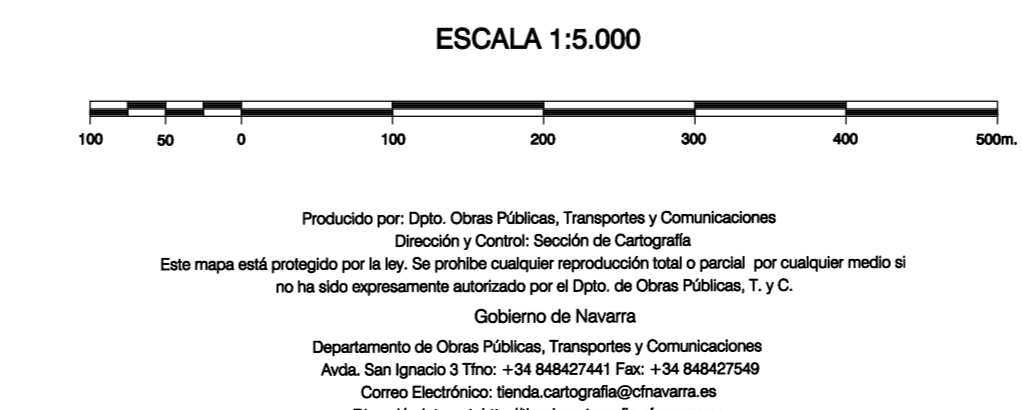 ESCALA 1:5.000
100 50 0 100 200 300 400 500m.
Producido por: Dpto. Obras Públicas, Transportes y Comunicaciones
Dirección y Control: Sección de Cartografía
Este mapa está protegido por la ley. Se prohibe cualquier reproducción total o parcial por cualquier medio si
no ha sido expresamente autorizado por el Dpto. de Obras Públicas, T. y C.
Gobierno de Navarra
Departamento de Obras Públicas, Transportes y Comunicaciones
Avda. San Ignacio 3 Tfno: +34 848427441 Fax: +34 848427549
Correo Electrónico: tienda.cartografia@cfnavarra.es